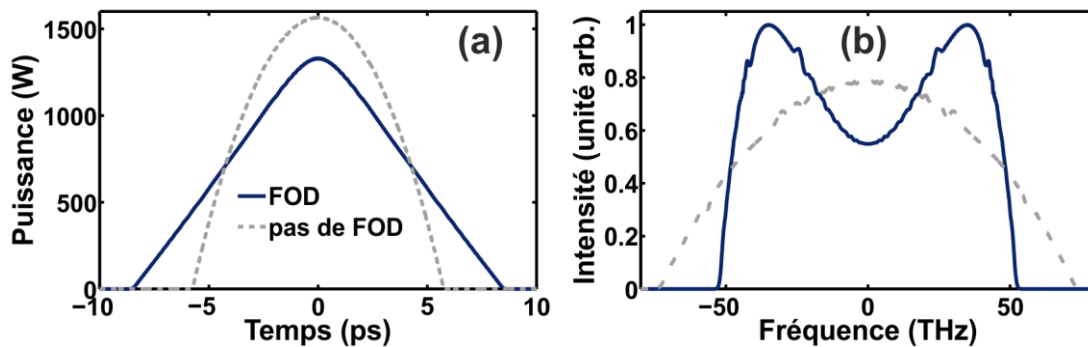 Puissance (W)
1500
1000
500
0
−10
−5
0
5
10
Temps (ps)
(a)
FOD
pas de FOD
Intensité (unité arb.)
1
0.8
0.6
0.4
0.2
0
−50
0
50
Fréquence (THz)
(b)